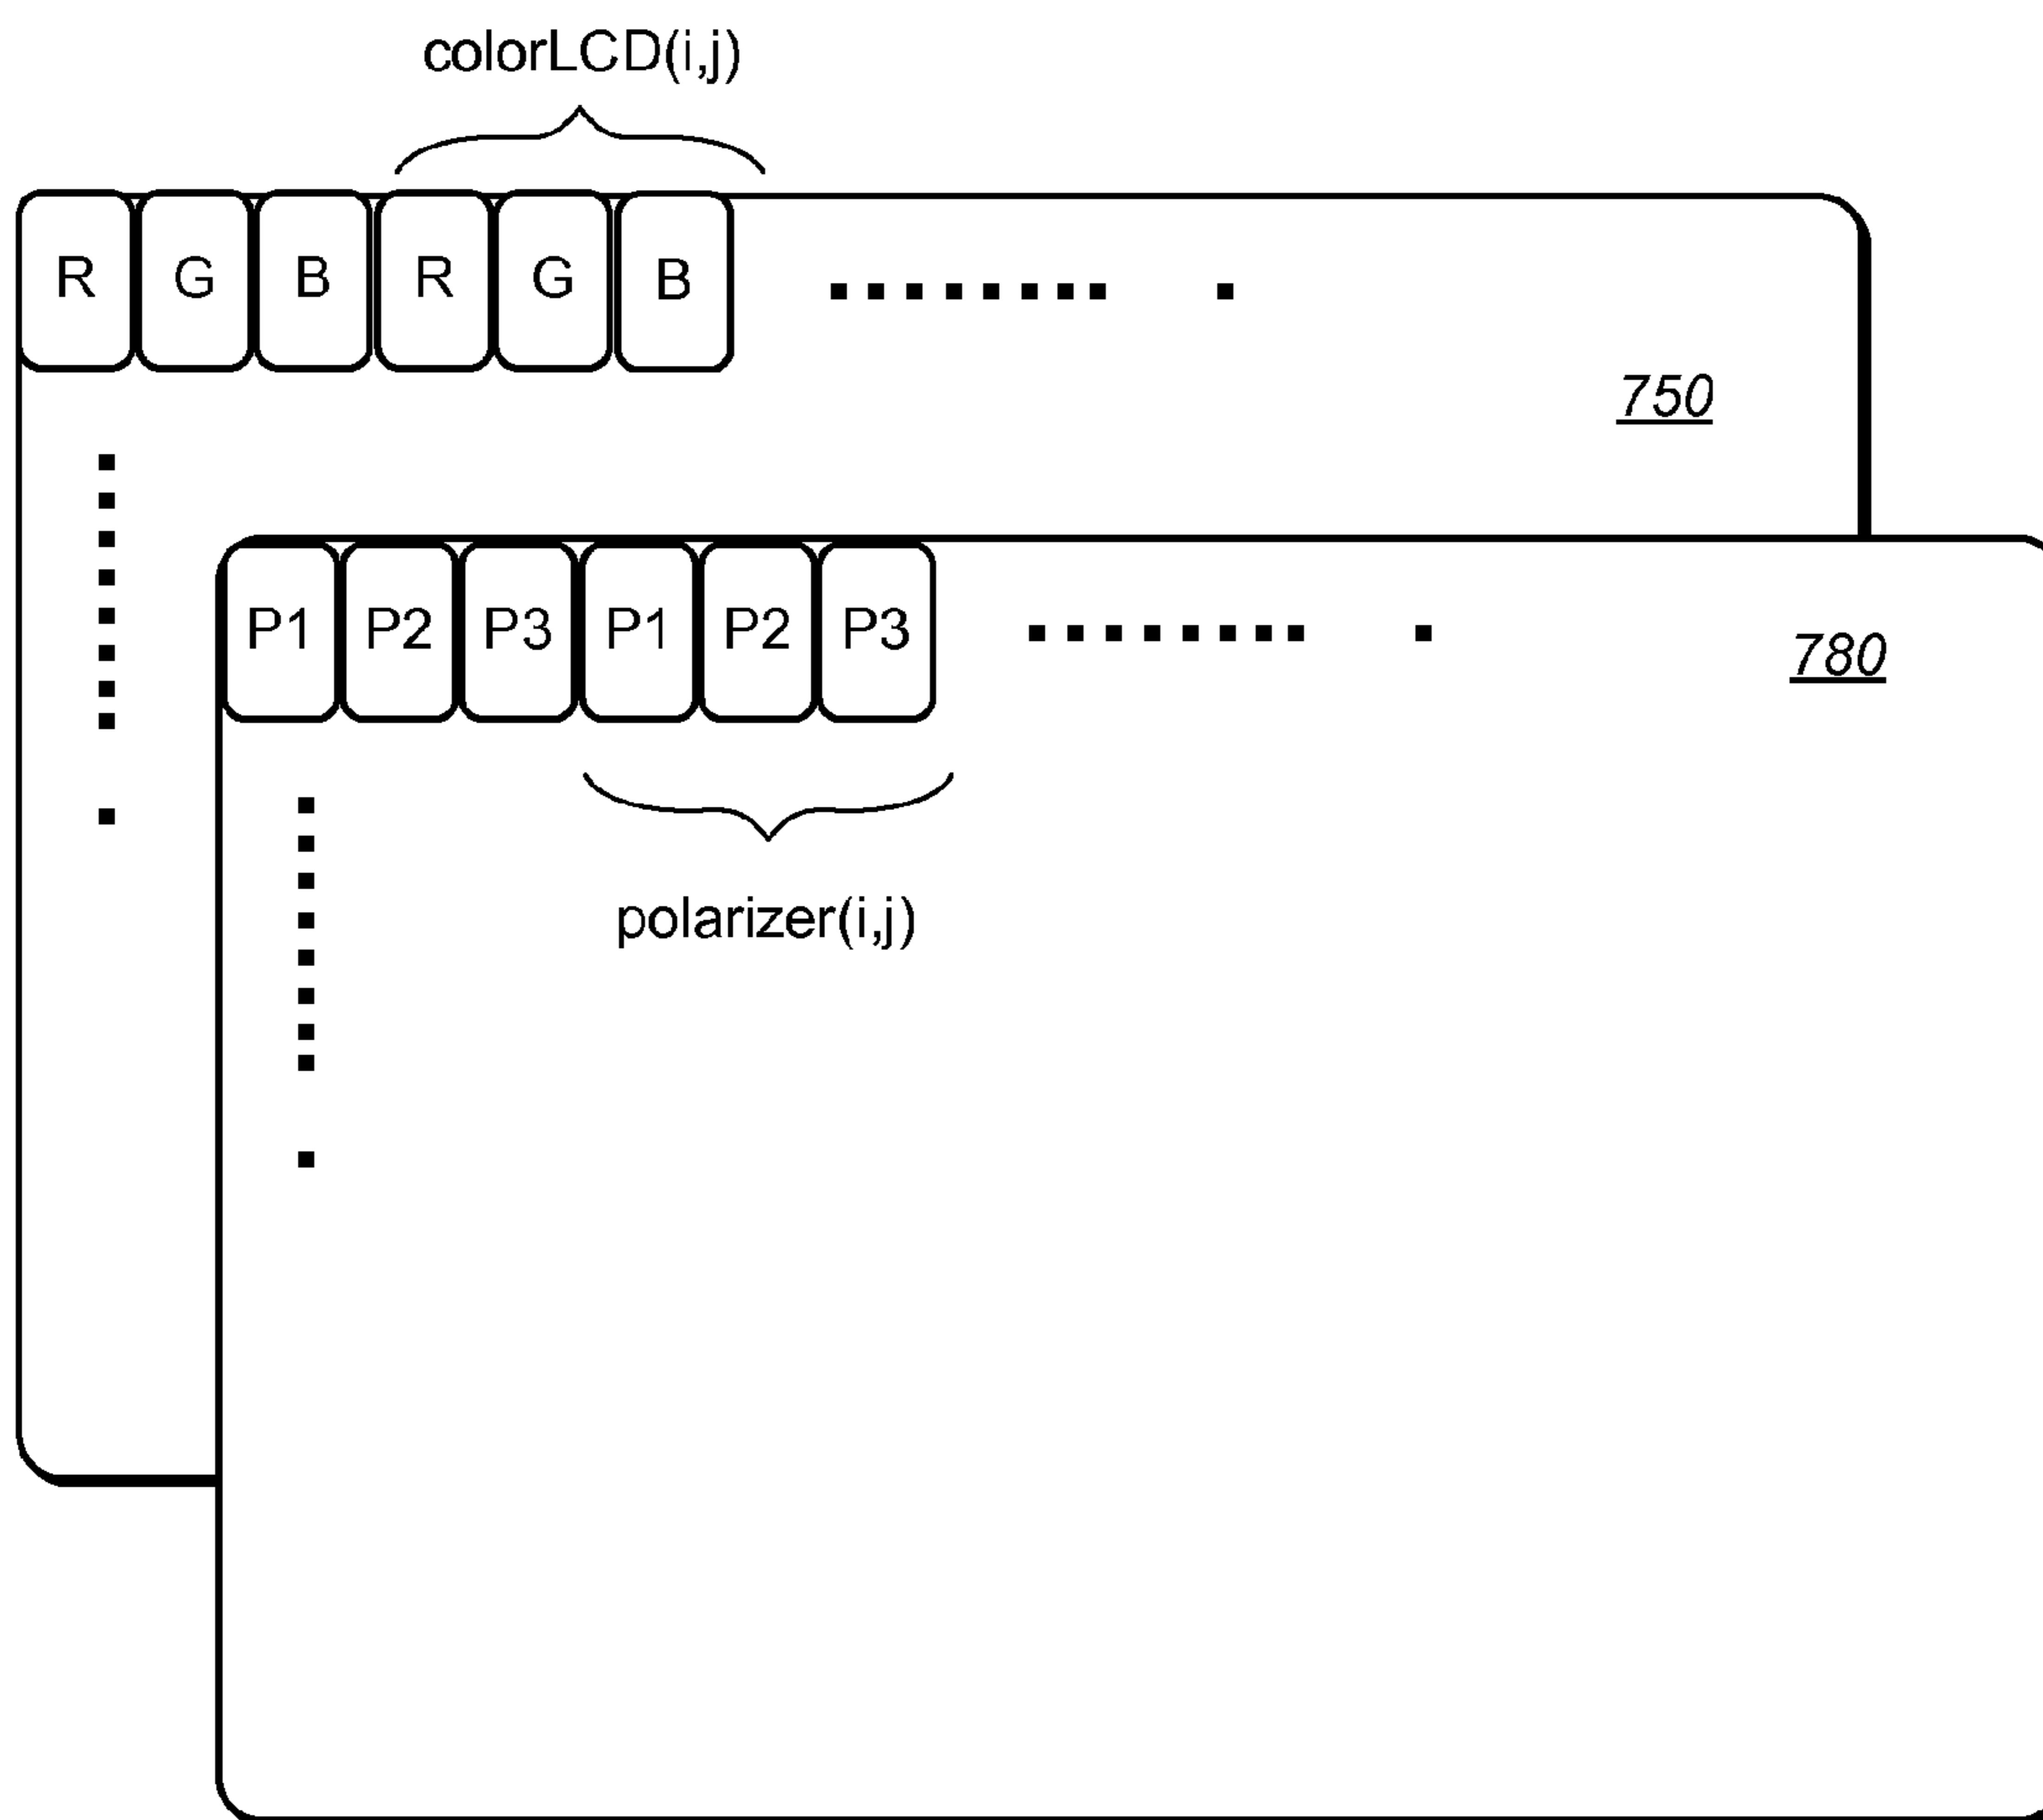 colorLCD(i,j)
R G B R G B
750
P1 P2 P3 P1 P2 P3
780
polarizer(i,j)